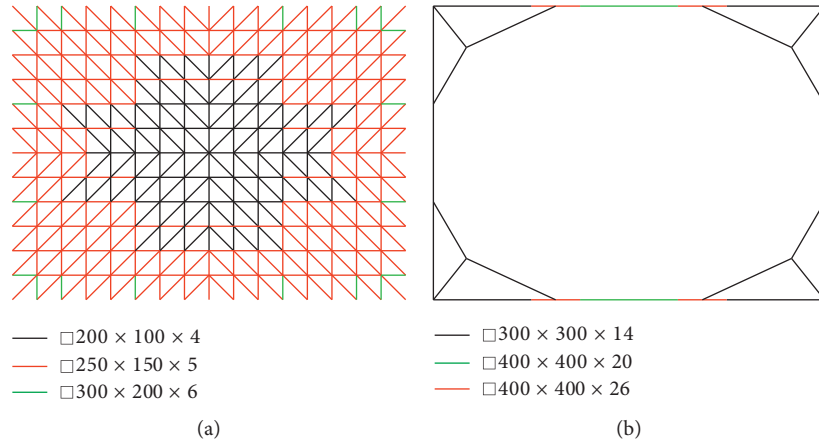 □200 × 100 × 4
□250 × 150 × 5
□300 × 200 × 6
(a)
□300 × 300 × 14
□400 × 400 × 20
□400 × 400 × 26
(b)